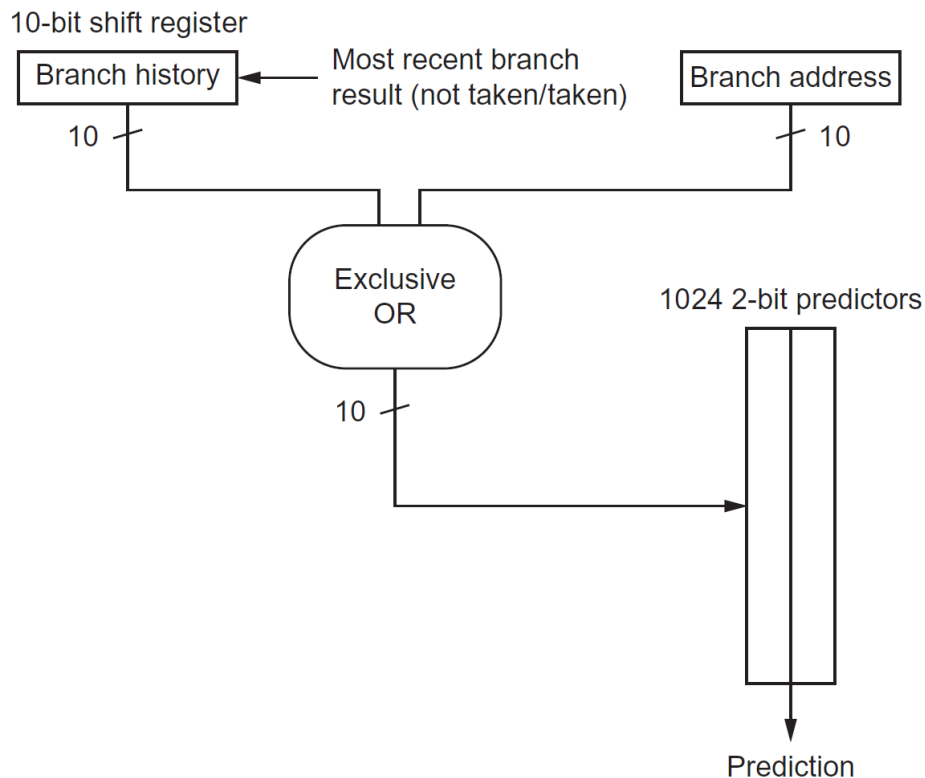 10-bit shift register
Branch history
Most recent branch
result (not taken/taken)
Branch address
10
10
Exclusive
OR
1024 2-bit predictors
10
Prediction